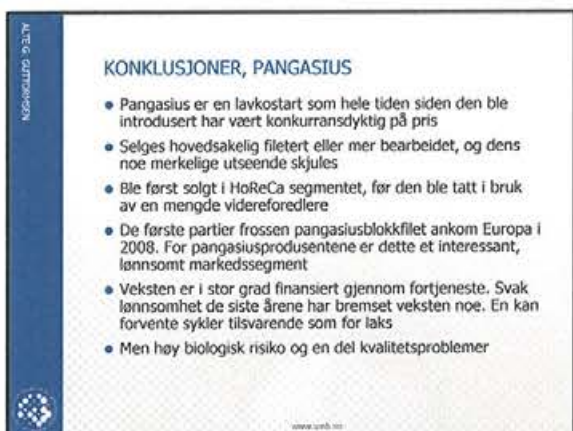 ATLE G. GUTTORMSEN
KONKLUSJONER, PANGASIUS
• Pangasius er en lavkostart som hele tiden siden den ble
introdusert har vært konkurransdyktig på pris
• Selges hovedsakelig filetert eller mer bearbeidet, og dens
noe merkelige utseende skjules
• Ble først solgt i HoReCa segmentet, før den ble tatt i bruk
av en mengde videreforedlere
• De første partier frossen pangasiusblokkfilet ankom Europa i
2008. For pangasiusprodusentene er dette et interessant,
lønnsomt markedssegment
• Veksten er i stor grad finansiert gjennom fortjeneste. Svak
lønnsomhet de siste årene har bremset veksten noe. En kan
forvente sykler tilsvarende som for laks
• Men høy biologisk risiko og en del kvalitetsproblemer
www.umb.no